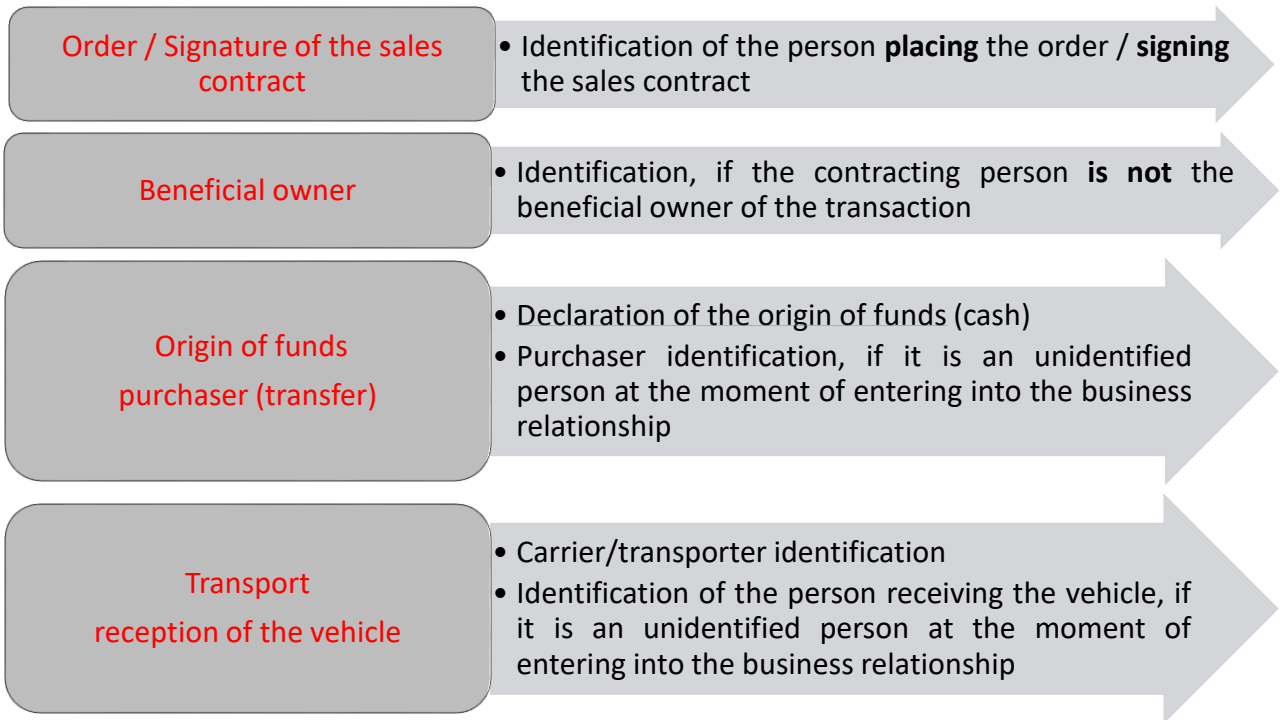 Order / Signature of the sales
contract
• Identification of the person placing the order / signing
the sales contract
Beneficial owner
• Identification, if the contracting person is not the
beneficial owner of the transaction
Origin of funds
purchaser (transfer)
• Declaration of the origin of funds (cash)
• Purchaser identification, if it is an unidentified
person at the moment of entering into the business
relationship
Transport
reception of the vehicle
• Carrier/transporter identification
• Identification of the person receiving the vehicle, if
it is an unidentified person at the moment of
entering into the business relationship